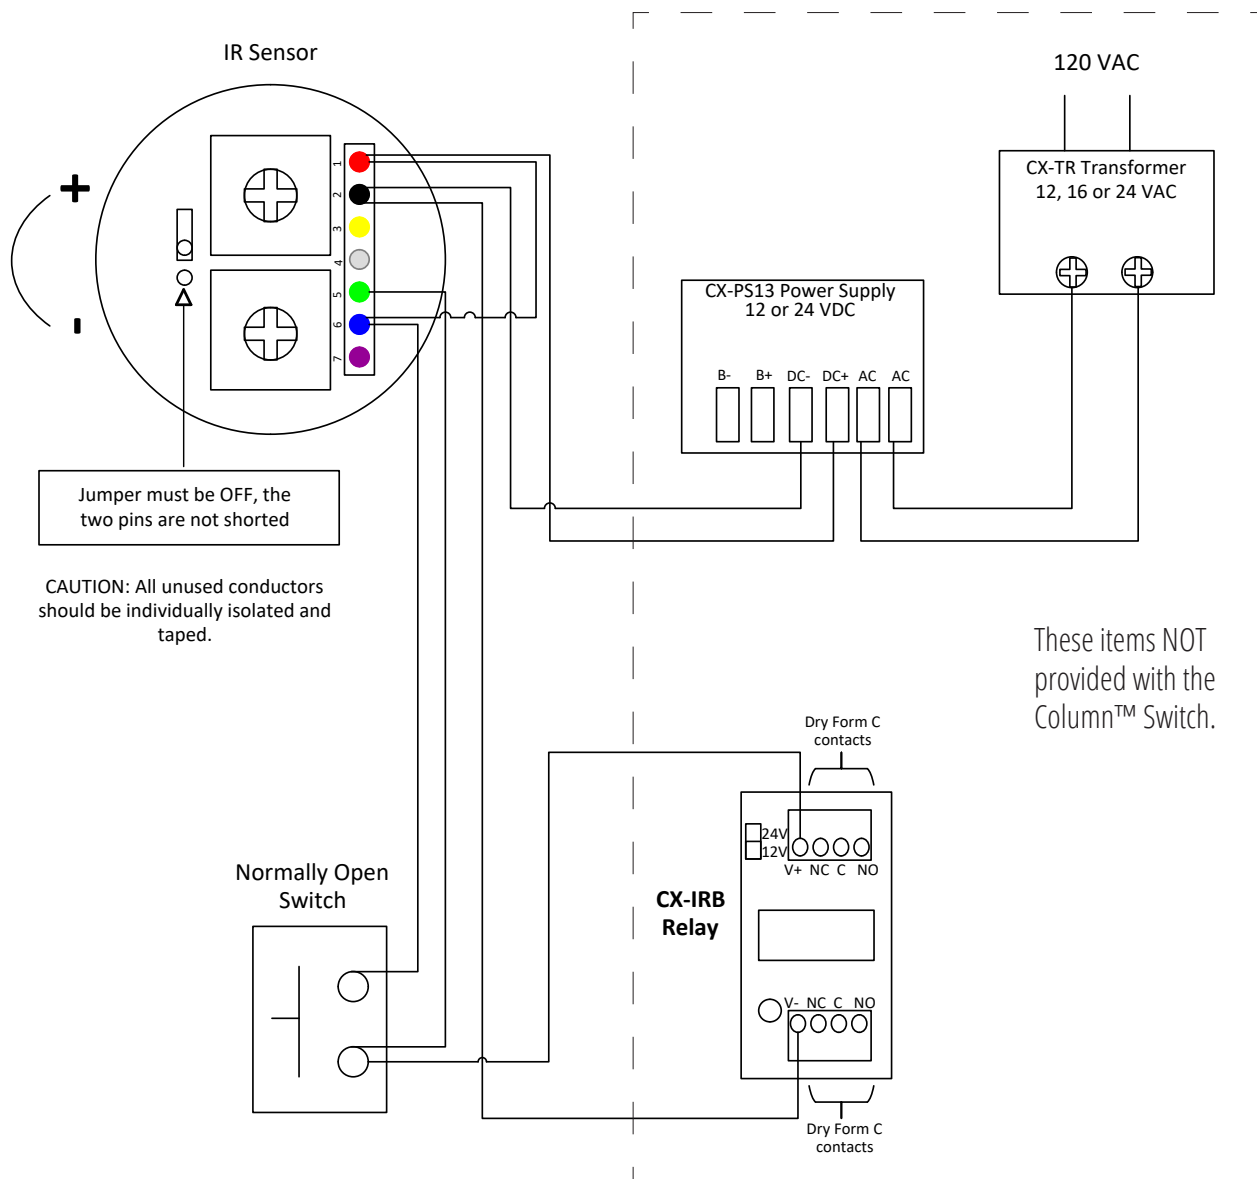 IR Sensor
120 VAC
CX-TR Transformer
12, 16 or 24 VAC
+
-
1
2
3
4
5
6
7
CX-PS13 Power Supply
12 or 24 VDC
B- B+ DC- DC+ AC AC
Jumper must be OFF, the
two pins are not shorted
CAUTION: All unused conductors
should be individually isolated and
taped.
These items NOT
provided with the
Column™ Switch.
Dry Form C
contacts
24V
12V
V+ NC C NO
Normally Open
Switch
CX-IRB
Relay
V- NC C NO
Dry Form C
contacts